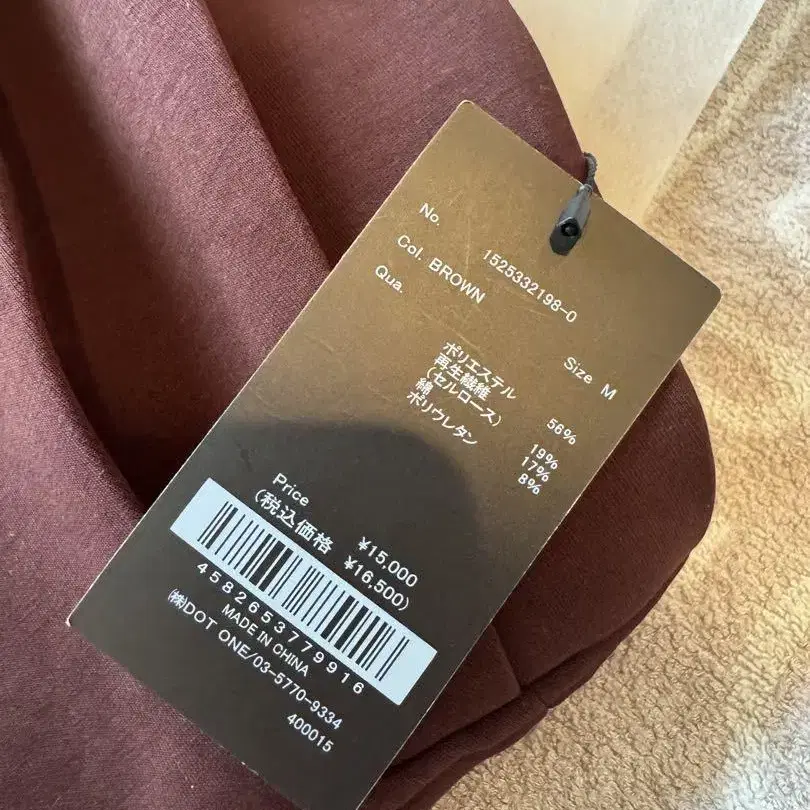 No. 1525332198-0
Col. BROWN Size M
Qua.
ポリエステル 56%
再生繊維
(セルロース) 19%
綿 17%
ポリウレタン 8%
Price ¥15,000
(税込価格 ¥16,500)
4582653779916
MADE IN CHINA
㈱DOT ONE/03-5770-9334
400015